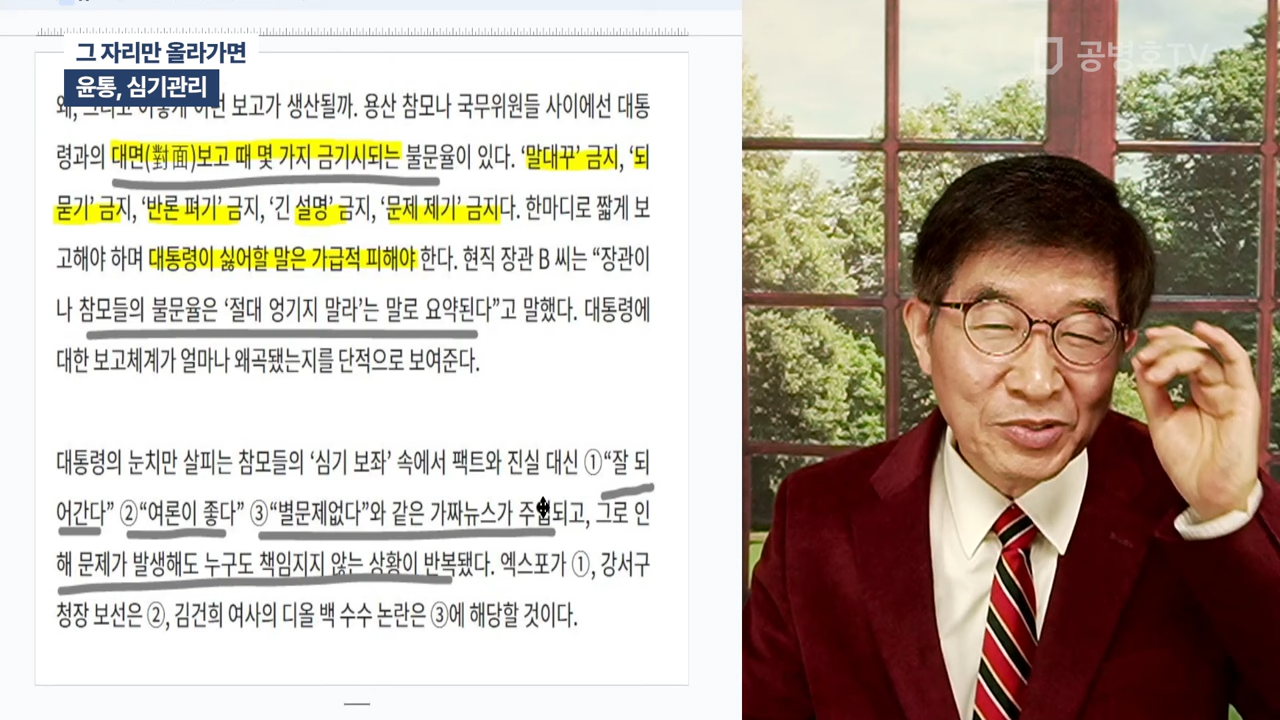 그 자리만 올라가면
윤통, 심기관리
보고가 생산될까. 용산 참모나 국무위원들 사이에선 대통
령과의 대면(對面)보고 때 몇 가지 금기시되는 불문율이 있다. ‘말대꾸’ 금지, ‘되
묻기’ 금지, ‘반론 펴기’ 금지, ‘긴 설명’ 금지, ‘문제 제기’ 금지다. 한마디로 짧게 보
고해야 하며 대통령이 싫어할 말은 가급적 피해야 한다. 현직 장관 B 씨는 “장관이
나 참모들의 불문율은 ‘절대 엉기지 말라’는 말로 요약된다”고 말했다. 대통령에
대한 보고체계가 얼마나 왜곡됐는지를 단적으로 보여준다.
대통령의 눈치만 살피는 참모들의 ‘심기 보좌’ 속에서 팩트와 진실 대신 ①“잘 되
어간다” ②“여론이 좋다” ③“별문제없다”와 같은 가짜뉴스가 주입되고, 그로 인
해 문제가 발생해도 누구도 책임지지 않는 상황이 반복됐다. 엑스포가 ①, 강서구
청장 보선은 ②, 김건희 여사의 디올 백 수수 논란은 ③에 해당할 것이다.
공병호TV